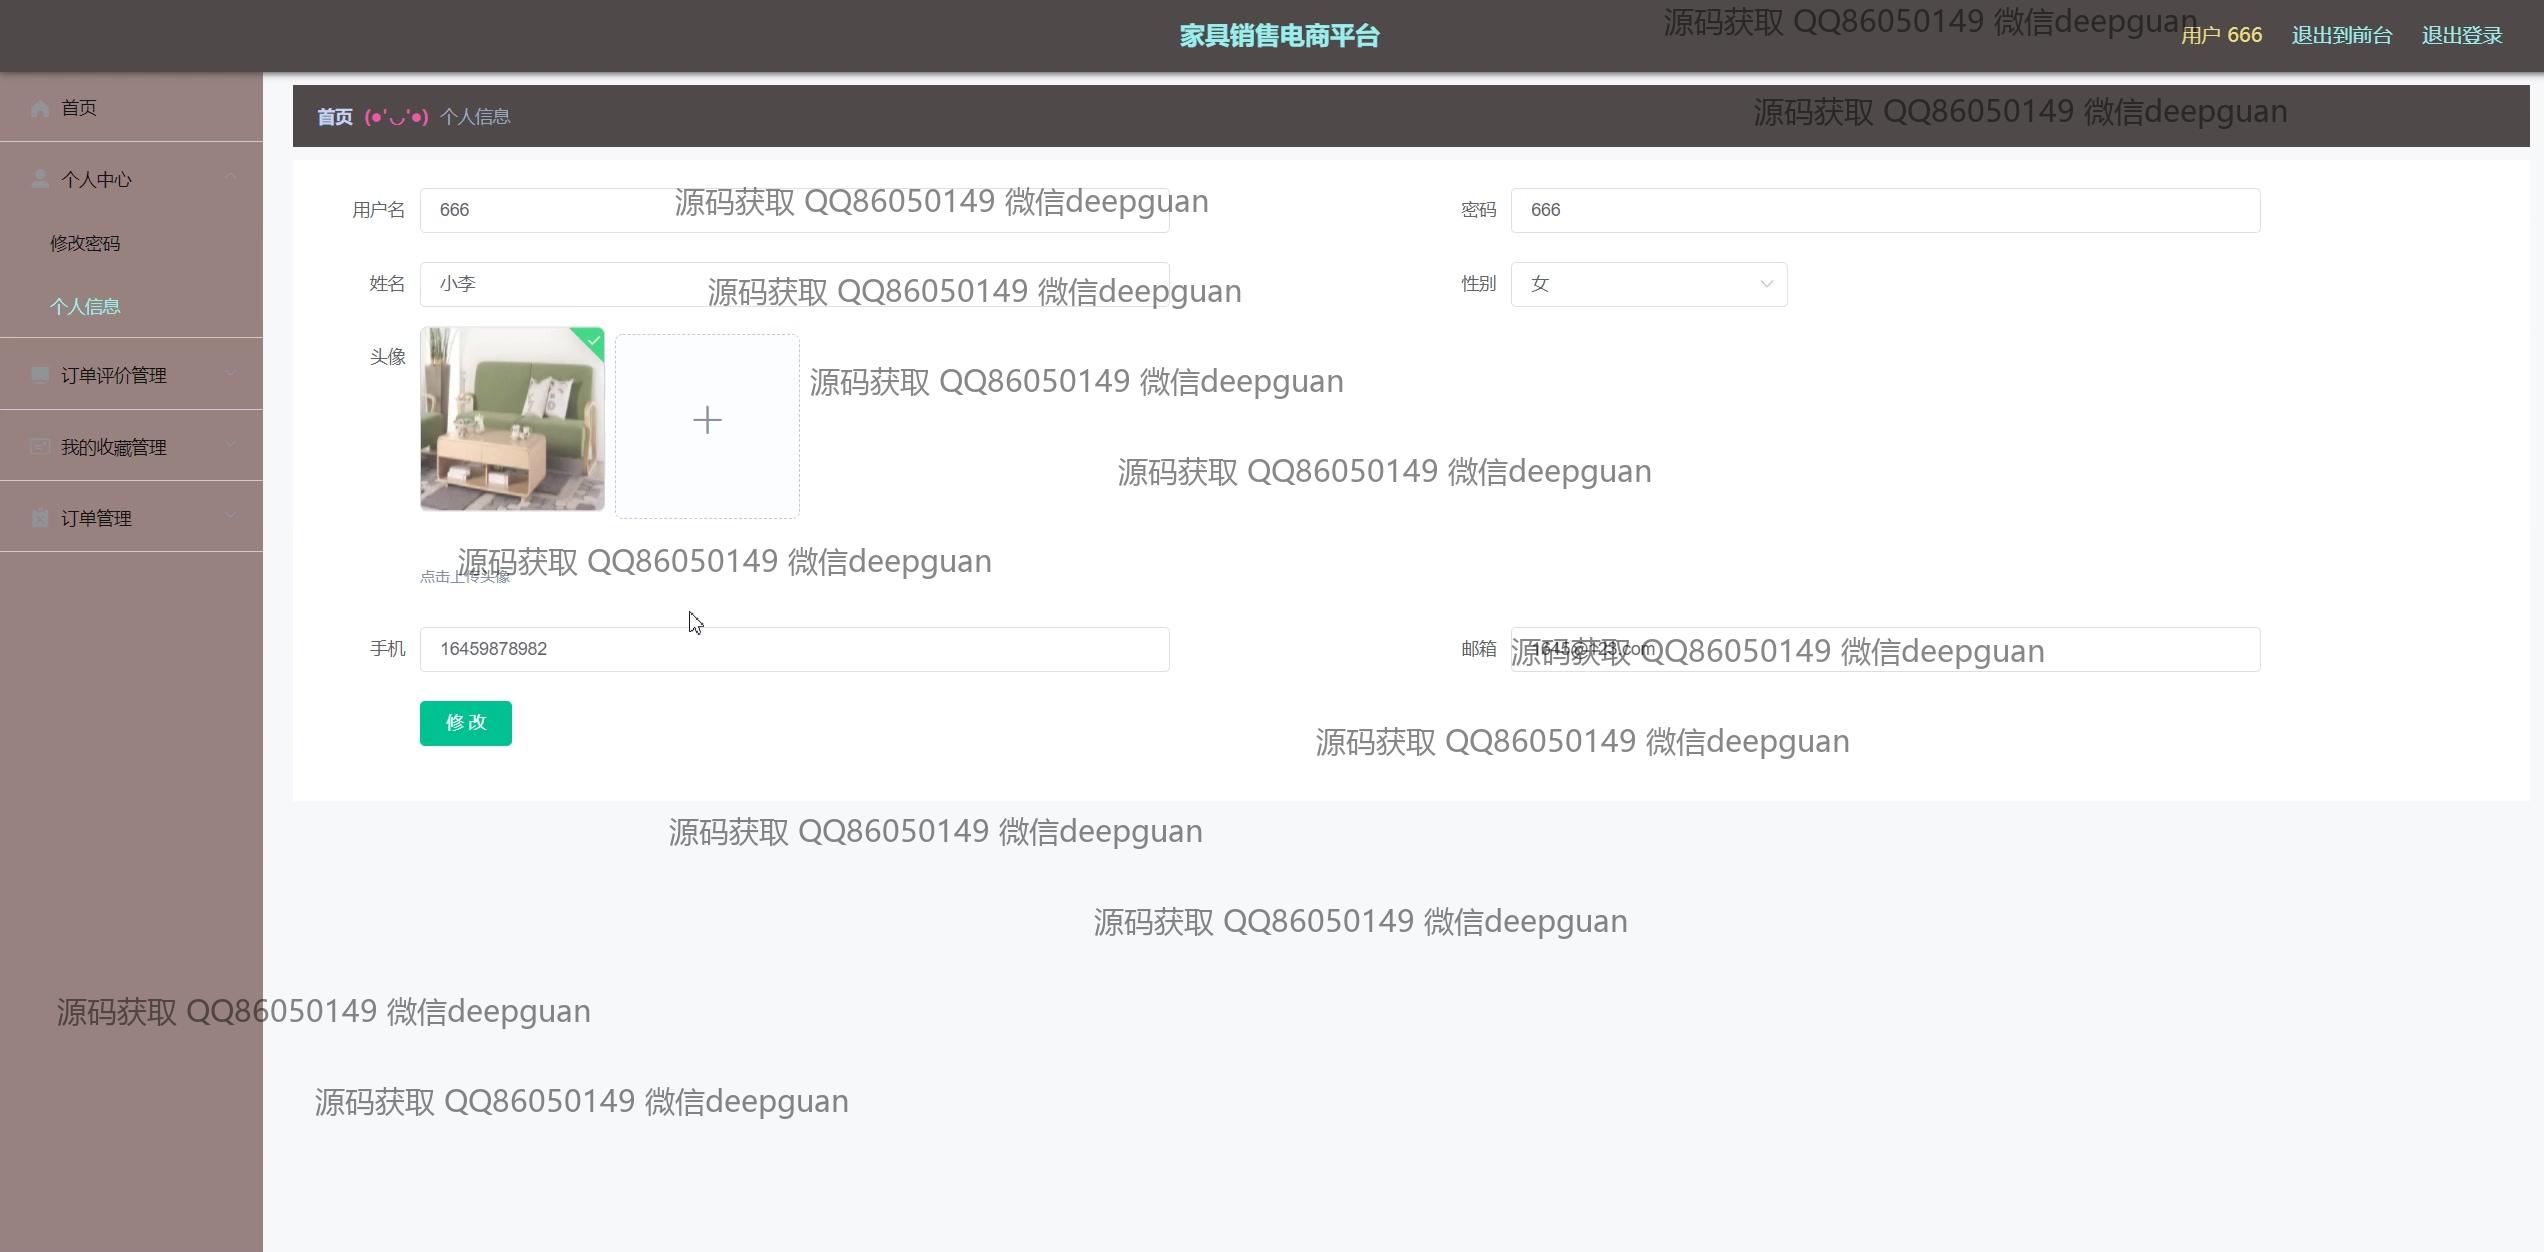 源码获取 QQ86050149 微信deepguan
家具销售电商平台
用户 666 退出到前台 退出登录
首页
首页 (●'◡'●) 个人信息
源码获取 QQ86050149 微信deepguan
个人中心
用户名 666
源码获取 QQ86050149 微信deepguan
密码 666
修改密码
姓名 小李
源码获取 QQ86050149 微信deepguan
性别 女
个人信息
头像
订单评价管理
源码获取 QQ86050149 微信deepguan
我的收藏管理
源码获取 QQ86050149 微信deepguan
订单管理
源码获取 QQ86050149 微信deepguan
点击上传头像
手机 16459878982
邮箱 1645@123.com
源码获取 QQ86050149 微信deepguan
修改
源码获取 QQ86050149 微信deepguan
源码获取 QQ86050149 微信deepguan
源码获取 QQ86050149 微信deepguan
源码获取 QQ86050149 微信deepguan
源码获取 QQ86050149 微信deepguan